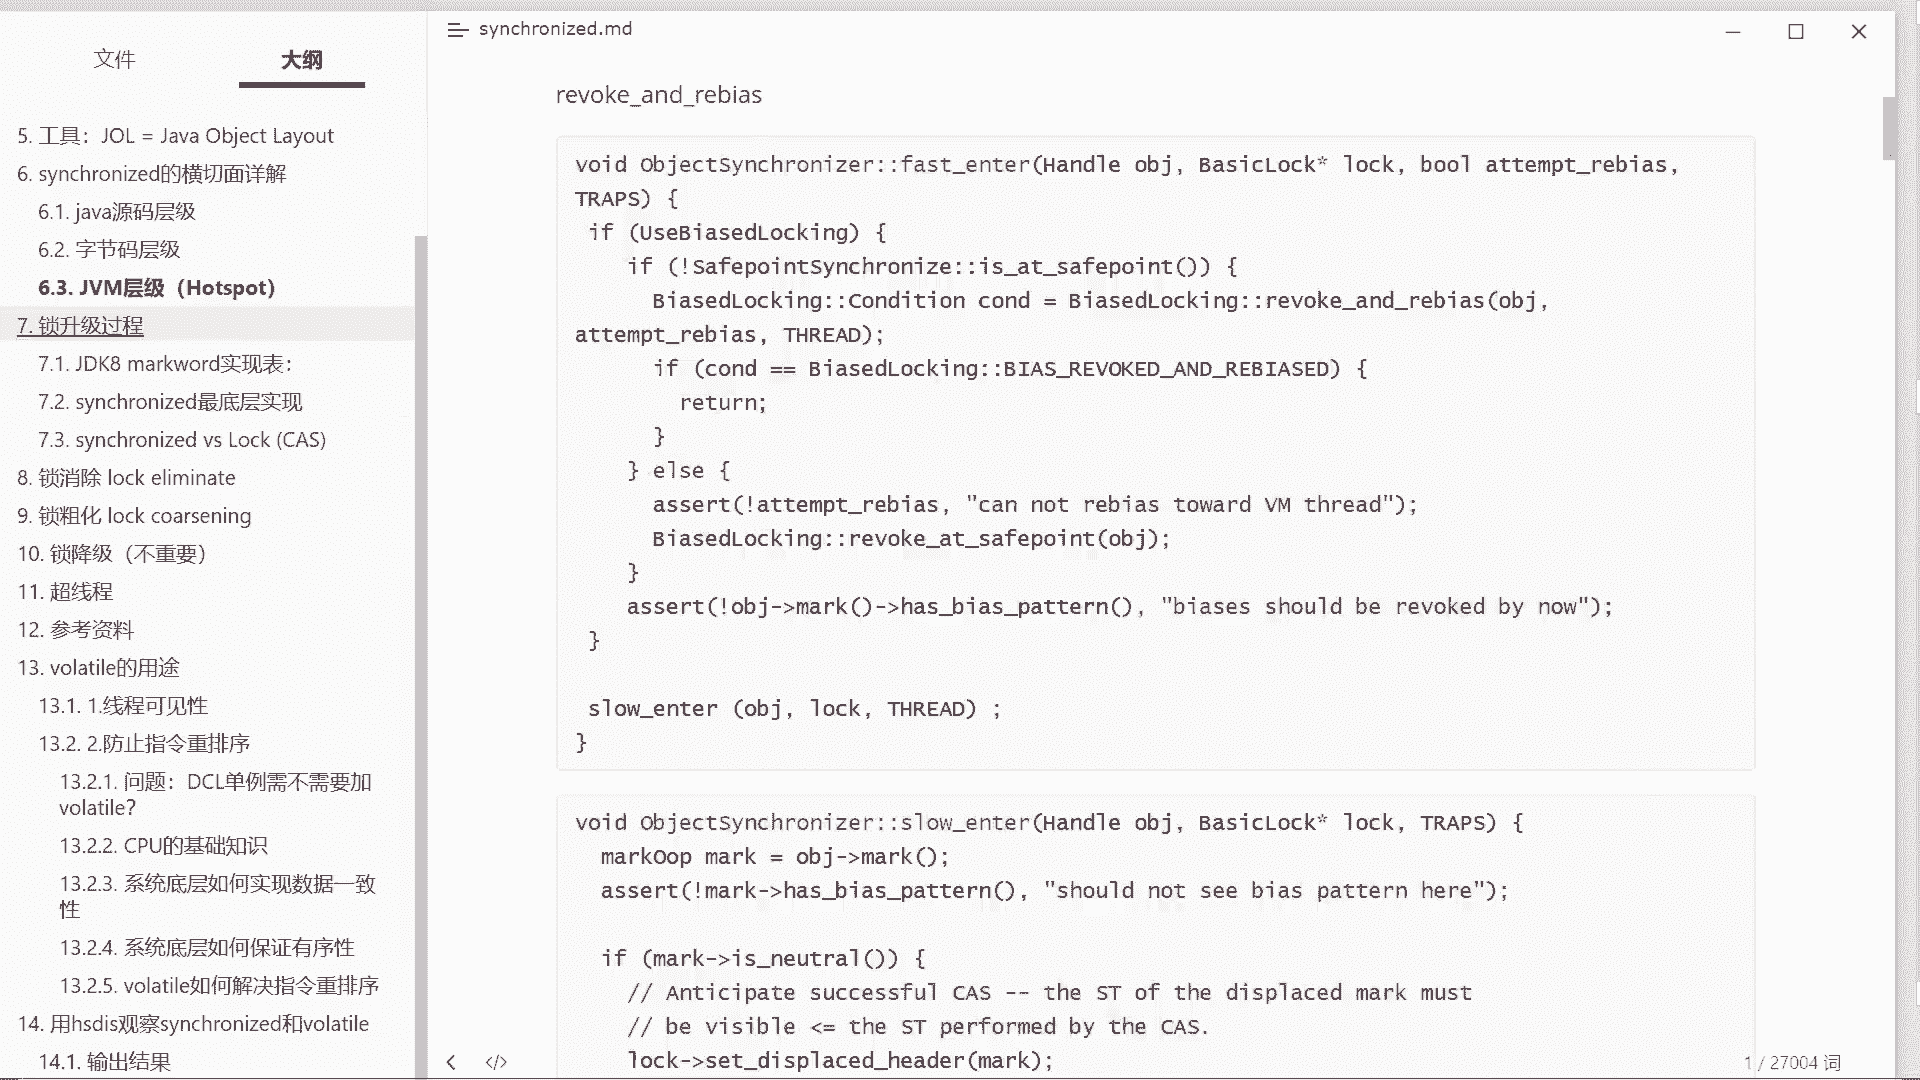 文件
大纲
5. 工具：JOL = Java Object Layout
6. synchronized的横切面详解
6.1. java源码层级
6.2. 字节码层级
6.3. JVM层级（Hotspot）
7. 锁升级过程
7.1. JDK8 markword实现表：
7.2. synchronized最底层实现
7.3. synchronized vs Lock (CAS)
8. 锁消除 lock eliminate
9. 锁粗化 lock coarsening
10. 锁降级（不重要）
11. 超线程
12. 参考资料
13. volatile的用途
13.1. 1.线程可见性
13.2. 2.防止指令重排序
13.2.1. 问题：DCL单例需不需要加
volatile？
13.2.2. CPU的基础知识
13.2.3. 系统底层如何实现数据一致
性
13.2.4. 系统底层如何保证有序性
13.2.5. volatile如何解决指令重排序
14. 用hsdis观察synchronized和volatile
14.1. 输出结果
synchronized.md
revoke_and_rebias
void ObjectSynchronizer::fast_enter(Handle obj, BasicLock* lock, bool attempt_rebias,
TRAPS) {
if (UseBiasedLocking) {
if (!SafepointSynchronize::is_at_safepoint()) {
BiasedLocking::Condition cond = BiasedLocking::revoke_and_rebias(obj,
attempt_rebias, THREAD);
if (cond == BiasedLocking::BIAS_REVOKED_AND_REBIASED) {
return;
}
} else {
assert(!attempt_rebias, "can not rebias toward VM thread");
BiasedLocking::revoke_at_safepoint(obj);
}
assert(!obj->mark()->has_bias_pattern(), "biases should be revoked by now");
}
slow_enter (obj, lock, THREAD) ;
}
void ObjectSynchronizer::slow_enter(Handle obj, BasicLock* lock, TRAPS) {
markOop mark = obj->mark();
assert(!mark->has_bias_pattern(), "should not see bias pattern here");
if (mark->is_neutral()) {
// Anticipate successful CAS -- the ST of the displaced mark must
// be visible <= the ST performed by the CAS.
lock->set_displaced_header(mark);
</> 
1 / 27004 词